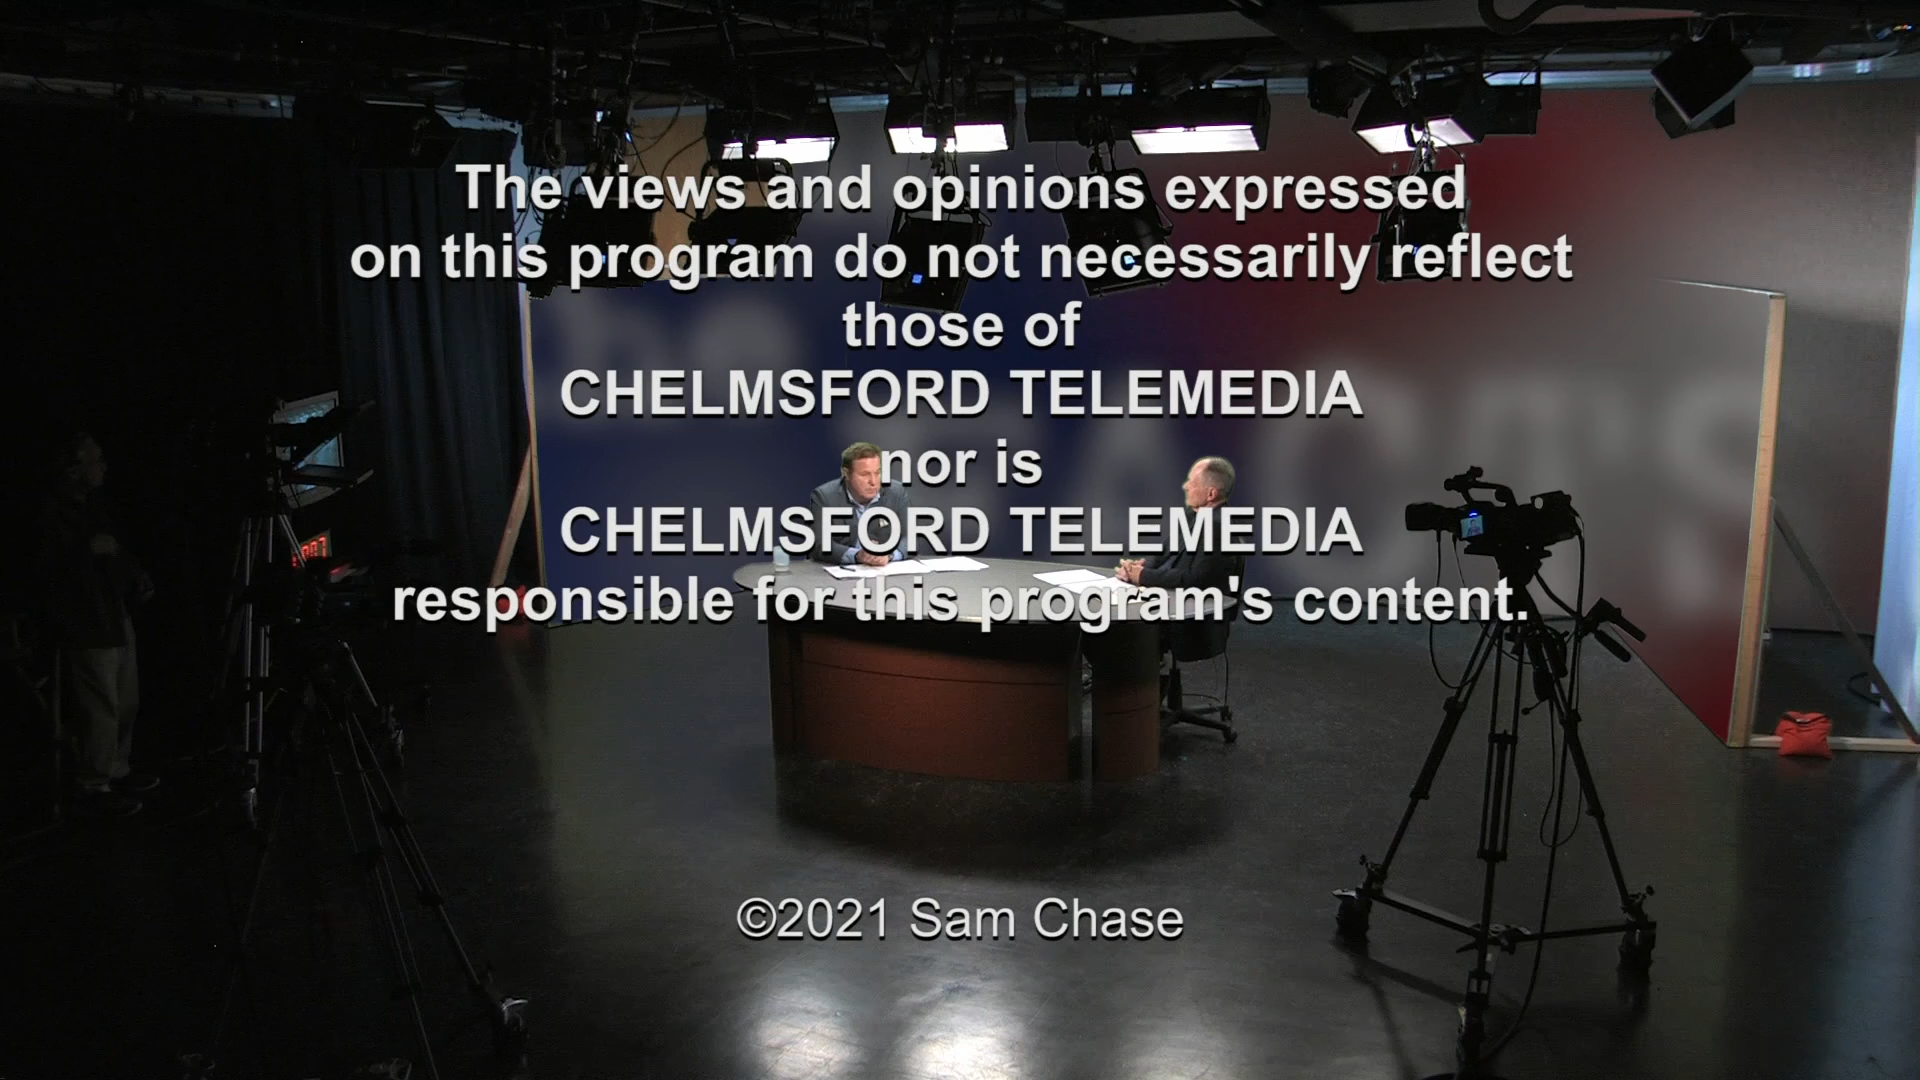 The views and opinions expressed
on this program do not necessarily reflect
those of
CHELMSFORD TELEMEDIA
nor is
CHELMSFORD TELEMEDIA
responsible for this program's content.
©2021 Sam Chase